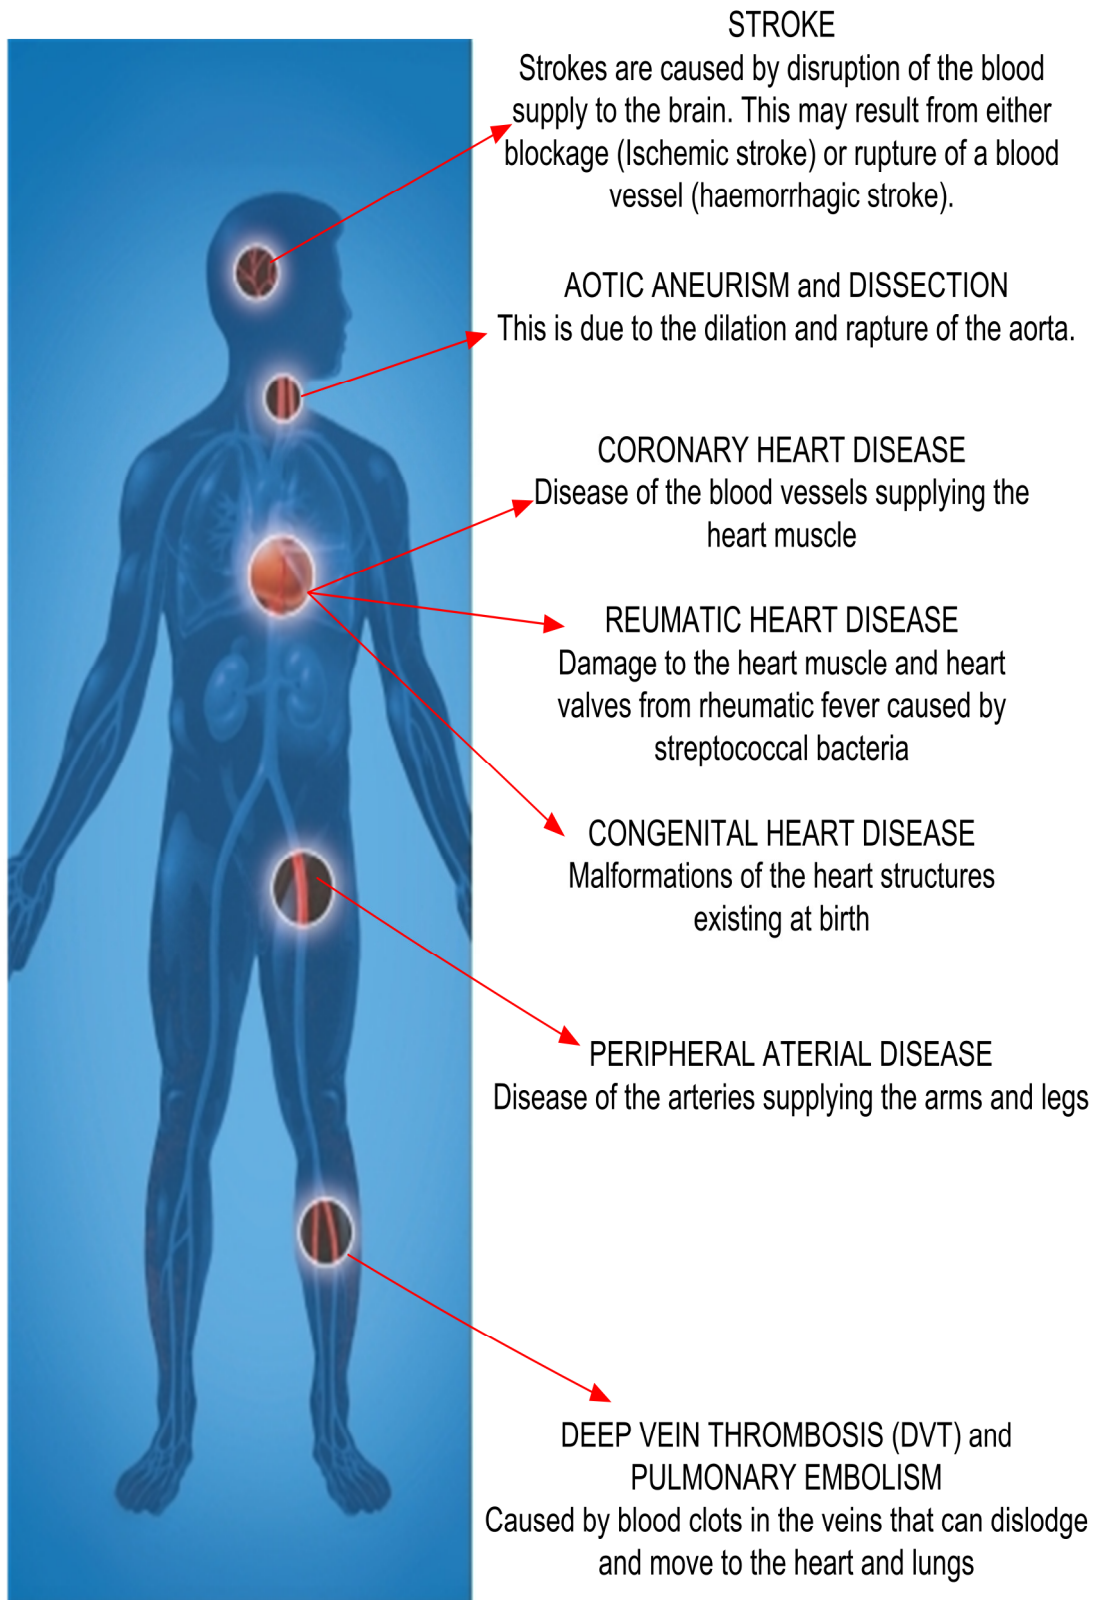 STROKE
Strokes are caused by disruption of the blood
supply to the brain. This may result from either
blockage (Ischemic stroke) or rupture of a blood
vessel (haemorrhagic stroke).
AOTIC ANEURISM and DISSECTION
This is due to the dilation and rapture of the aorta.
CORONARY HEART DISEASE
Disease of the blood vessels supplying the
heart muscle
REUMATIC HEART DISEASE
Damage to the heart muscle and heart
valves from rheumatic fever caused by
streptococcal bacteria
CONGENITAL HEART DISEASE
Malformations of the heart structures
existing at birth
PERIPHERAL ATERIAL DISEASE
Disease of the arteries supplying the arms and legs
DEEP VEIN THROMBOSIS (DVT) and
PULMONARY EMBOLISM
Caused by blood clots in the veins that can dislodge
and move to the heart and lungs